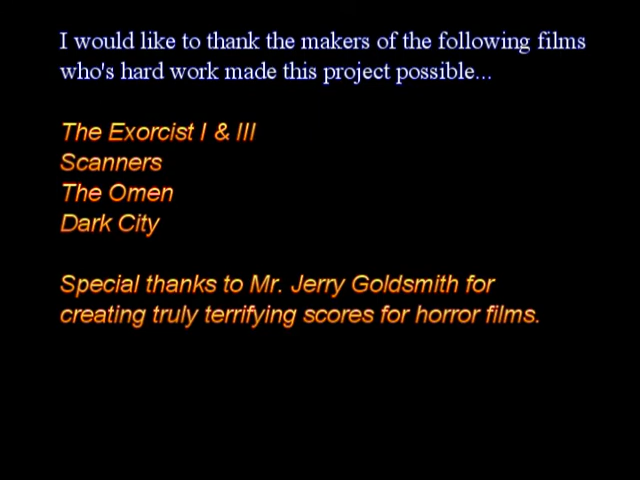 I would like to thank the makers of the following films
who's hard work made this project possible...
The Exorcist I & III
Scanners
The Omen
Dark City
Special thanks to Mr. Jerry Goldsmith for
creating truly terrifying scores for horror films.